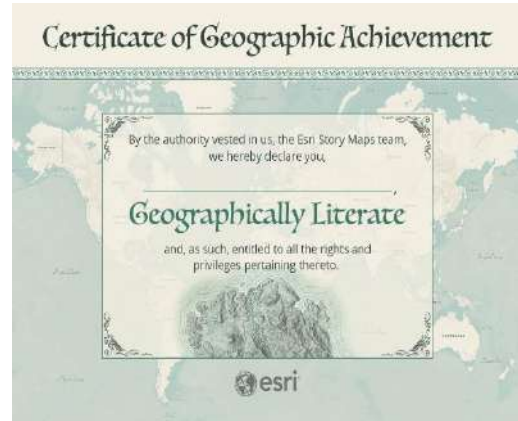 Certificate of Geographic Achievement
By the authority vested in us, the Esri Story Maps team,
we hereby declare you,
,
Geographically Literate
and, as such, entitled to all the rights and
privileges pertaining thereto.
esri